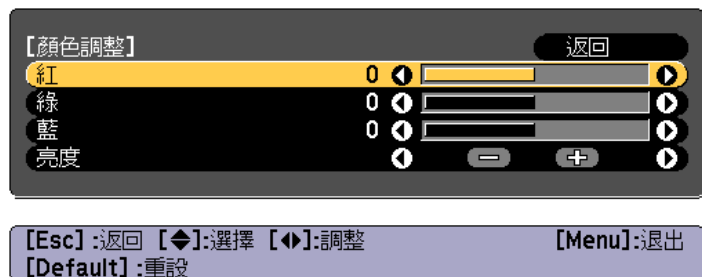 [顏色調整] 返回
紅 0
綠 0
藍 0
亮度
[Esc] :返回 [◆]:選擇 [◀▶]:調整 [Menu]:退出
[Default] :重設